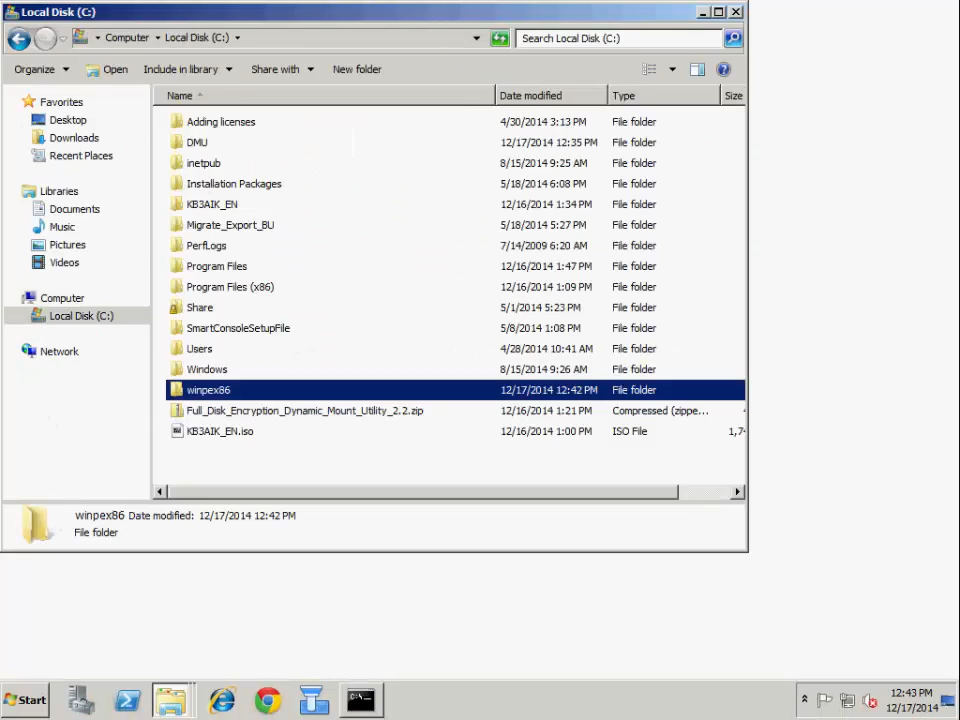 Local Disk (C:)
Computer Local Disk (C:) Search Local Disk (C:)
Organize Open Include in library Share with New folder
Name Date modified Type Size
Favorites
Desktop
Downloads
Recent Places
Libraries
Documents
Music
Pictures
Videos
Computer
Local Disk (C:)
Network
Adding licenses 4/30/2014 3:13 PM File folder
DMU 12/17/2014 12:35 PM File folder
inetpub 8/15/2014 9:25 AM File folder
Installation Packages 5/18/2014 6:08 PM File folder
KB3AIK_EN 12/16/2014 1:34 PM File folder
Migrate_Export_BU 5/18/2014 5:27 PM File folder
PerfLogs 7/14/2009 6:20 AM File folder
Program Files 12/16/2014 1:47 PM File folder
Program Files (x86) 12/16/2014 1:09 PM File folder
Share 5/1/2014 5:23 PM File folder
SmartConsoleSetupFile 5/8/2014 1:08 PM File folder
Users 4/28/2014 10:41 AM File folder
Windows 8/15/2014 9:26 AM File folder
winpex86 12/17/2014 12:42 PM File folder
Full_Disk_Encryption_Dynamic_Mount_Utility_2.2.zip 12/16/2014 1:21 PM Compressed (zippe...
KB3AIK_EN.iso 12/16/2014 1:00 PM ISO File 1,7
winpex86 Date modified: 12/17/2014 12:42 PM
File folder
Start
12:43 PM
12/17/2014